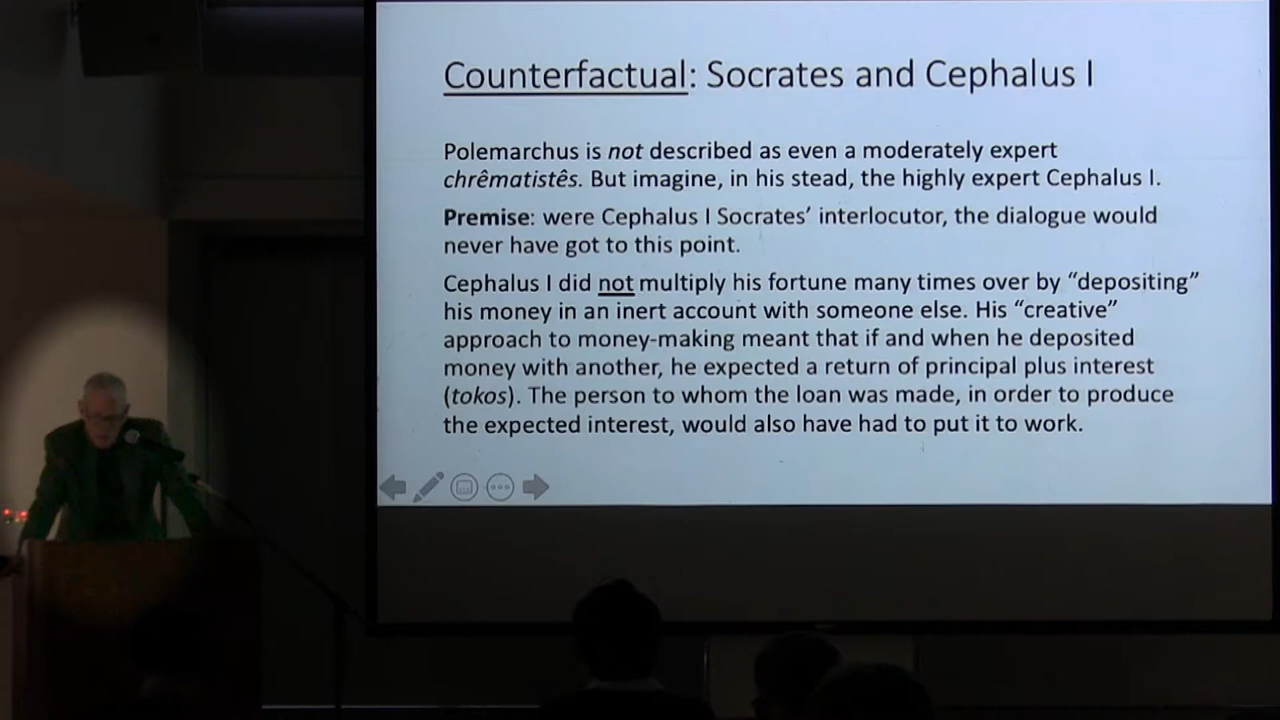 Counterfactual: Socrates and Cephalus I
Polemarchus is not described as even a moderately expert
chrêmatistês. But imagine, in his stead, the highly expert Cephalus I.
Premise: were Cephalus I Socrates’ interlocutor, the dialogue would
never have got to this point.
Cephalus I did not multiply his fortune many times over by “depositing”
his money in an inert account with someone else. His “creative”
approach to money-making meant that if and when he deposited
money with another, he expected a return of principal plus interest
(tokos). The person to whom the loan was made, in order to produce
the expected interest, would also have had to put it to work.